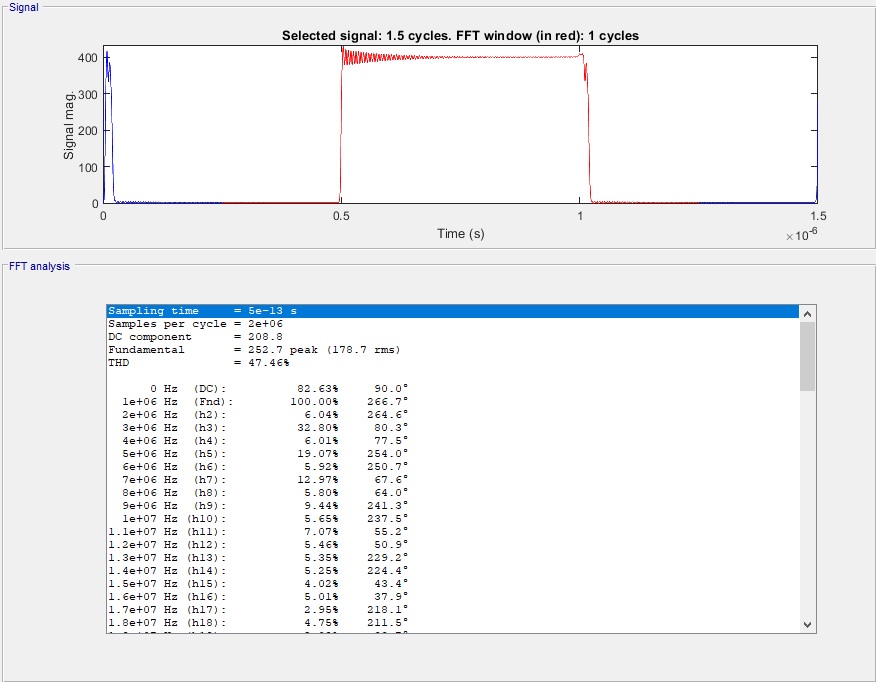 Signal
Selected signal: 1.5 cycles. FFT window (in red): 1 cycles
400
300
200
100
0
Signal mag.
0 0.5 1 1.5
Time (s)
×10-6
FFT analysis
Sampling time = 5e-13 s
Samples per cycle = 2e+06
DC component = 208.8
Fundamental = 252.7 peak (178.7 rms)
THD = 47.46%
0 Hz (DC): 82.63% 90.0°
1e+06 Hz (Fnd): 100.00% 266.7°
2e+06 Hz (h2): 6.04% 264.6°
3e+06 Hz (h3): 32.80% 80.3°
4e+06 Hz (h4): 6.01% 77.5°
5e+06 Hz (h5): 19.07% 254.0°
6e+06 Hz (h6): 5.92% 250.7°
7e+06 Hz (h7): 12.97% 67.6°
8e+06 Hz (h8): 5.80% 64.0°
9e+06 Hz (h9): 9.44% 241.3°
1e+07 Hz (h10): 5.65% 237.5°
1.1e+07 Hz (h11): 7.07% 55.2°
1.2e+07 Hz (h12): 5.46% 50.9°
1.3e+07 Hz (h13): 5.35% 229.2°
1.4e+07 Hz (h14): 5.25% 224.4°
1.5e+07 Hz (h15): 4.02% 43.4°
1.6e+07 Hz (h16): 5.01% 37.9°
1.7e+07 Hz (h17): 2.95% 218.1°
1.8e+07 Hz (h18): 4.75% 211.5°